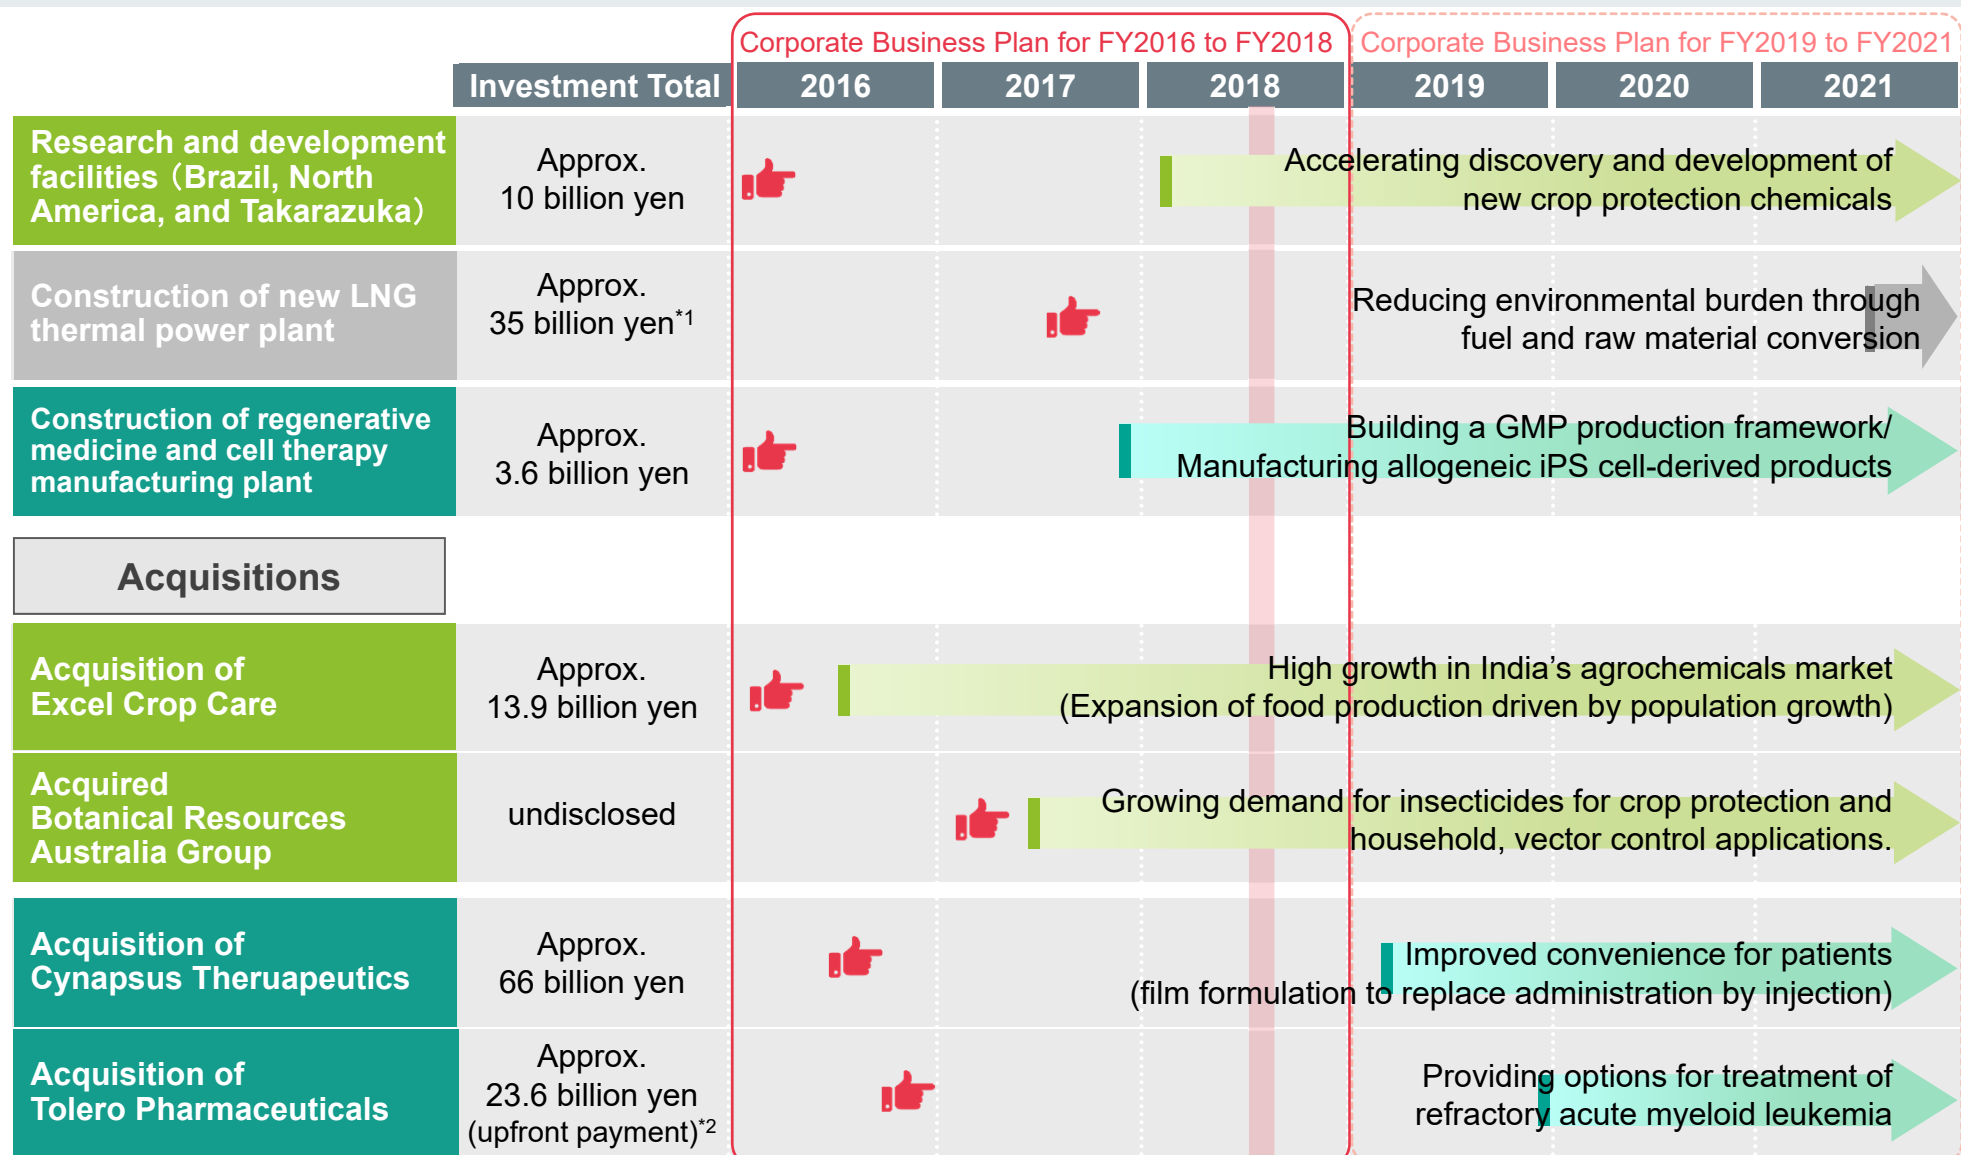 Corporate Business Plan for FY2016 to FY2018
Corporate Business Plan for FY2019 to FY2021
Investment Total
2016
2017
2018
2019
2020
2021
Research and development
facilities（Brazil, North
America, and Takarazuka）
Approx.
10 billion yen
Accelerating discovery and development of
new crop protection chemicals
Construction of new LNG
thermal power plant
Approx.
35 billion yen*1
Reducing environmental burden through
fuel and raw material conversion
Construction of regenerative
medicine and cell therapy
manufacturing plant
Approx.
3.6 billion yen
Building a GMP production framework/
Manufacturing allogeneic iPS cell-derived products
Acquisitions
Acquisition of
Excel Crop Care
Approx.
13.9 billion yen
High growth in India’s agrochemicals market
(Expansion of food production driven by population growth)
Acquired
Botanical Resources
Australia Group
undisclosed
Growing demand for insecticides for crop protection and
household, vector control applications.
Acquisition of
Cynapsus Theruapeutics
Approx.
66 billion yen
Improved convenience for patients
(film formulation to replace administration by injection)
Acquisition of
Tolero Pharmaceuticals
Approx.
23.6 billion yen
(upfront payment)*2
Providing options for treatment of
refractory acute myeloid leukemia